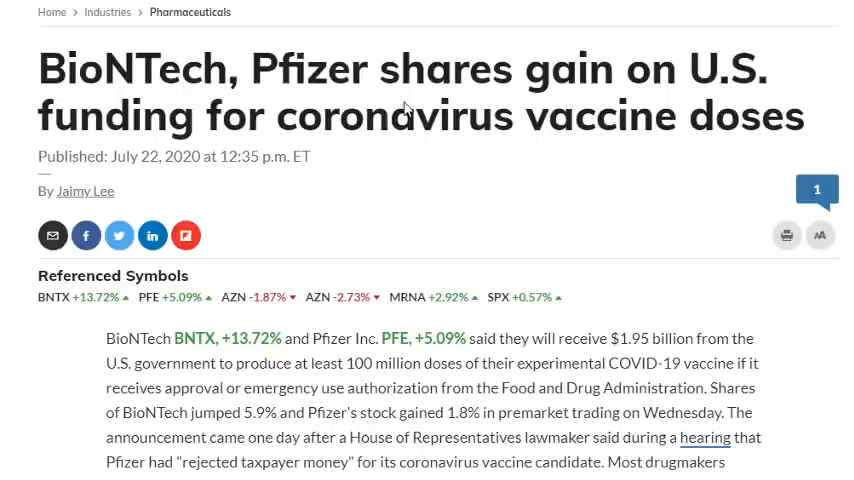 Home > Industries > Pharmaceuticals
BioNTech, Pfizer shares gain on U.S.
funding for coronavirus vaccine doses
Published: July 22, 2020 at 12:35 p.m. ET
By Jaimy Lee
1
f in
AA
Referenced Symbols
BNTX +13.72% PFE +5.09% AZN -1.87% AZN -2.73% MRNA +2.92% SPX +0.57%
BioNTech BNTX, +13.72% and Pfizer Inc. PFE, +5.09% said they will receive $1.95 billion from the
U.S. government to produce at least 100 million doses of their experimental COVID-19 vaccine if it
receives approval or emergency use authorization from the Food and Drug Administration. Shares
of BioNTech jumped 5.9% and Pfizer's stock gained 1.8% in premarket trading on Wednesday. The
announcement came one day after a House of Representatives lawmaker said during a hearing that
Pfizer had "rejected taxpayer money" for its coronavirus vaccine candidate. Most drugmakers